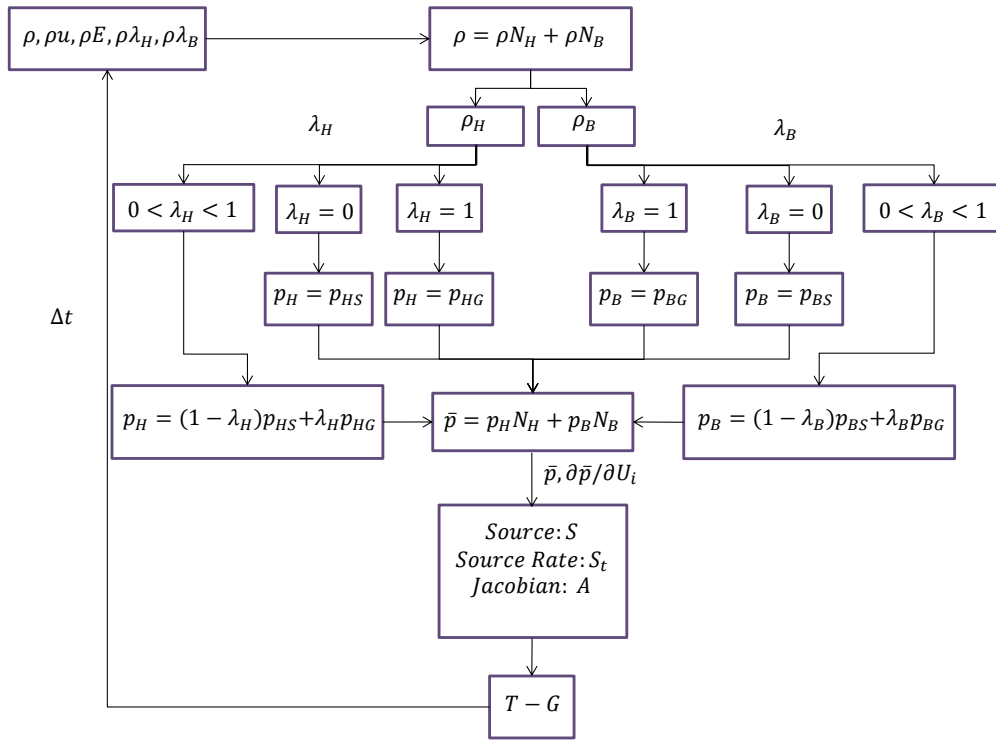 ρ, ρu, ρE, ρλ_H, ρλ_B
ρ = ρN_H + ρN_B
ρ_H
ρ_B
λ_H
λ_B
0 < λ_H < 1
λ_H = 0
λ_H = 1
λ_B = 1
λ_B = 0
0 < λ_B < 1
p_H = p_HS
p_H = p_HG
p_B = p_BG
p_B = p_BS
Δt
p_H = (1 − λ_H)p_HS+λ_H p_HG
p̄ = p_H N_H + p_B N_B
p_B = (1 − λ_B)p_BS+λ_B p_BG
p̄, ∂p̄/∂U_i
Source: S
Source Rate: S_t
Jacobian: A
T − G